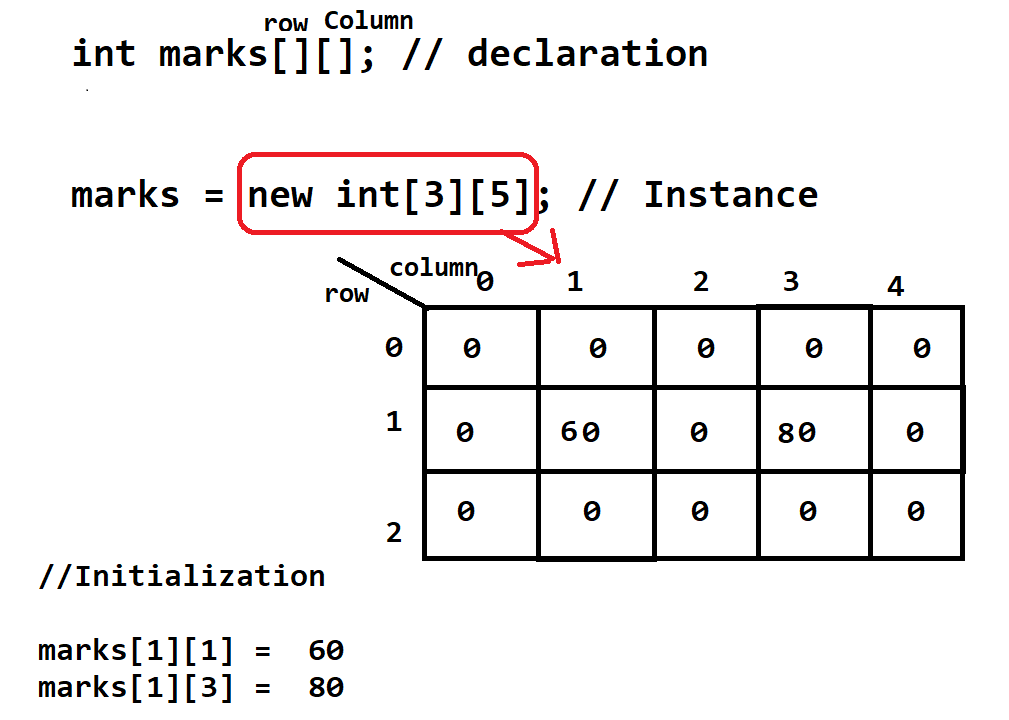 row Column
int marks[][]; // declaration
marks = new int[3][5]; // Instance
column
row
0 1 2 3 4
0 0 0 0 0 0
1 0 60 0 80 0
2 0 0 0 0 0
//Initialization
marks[1][1] = 60
marks[1][3] = 80